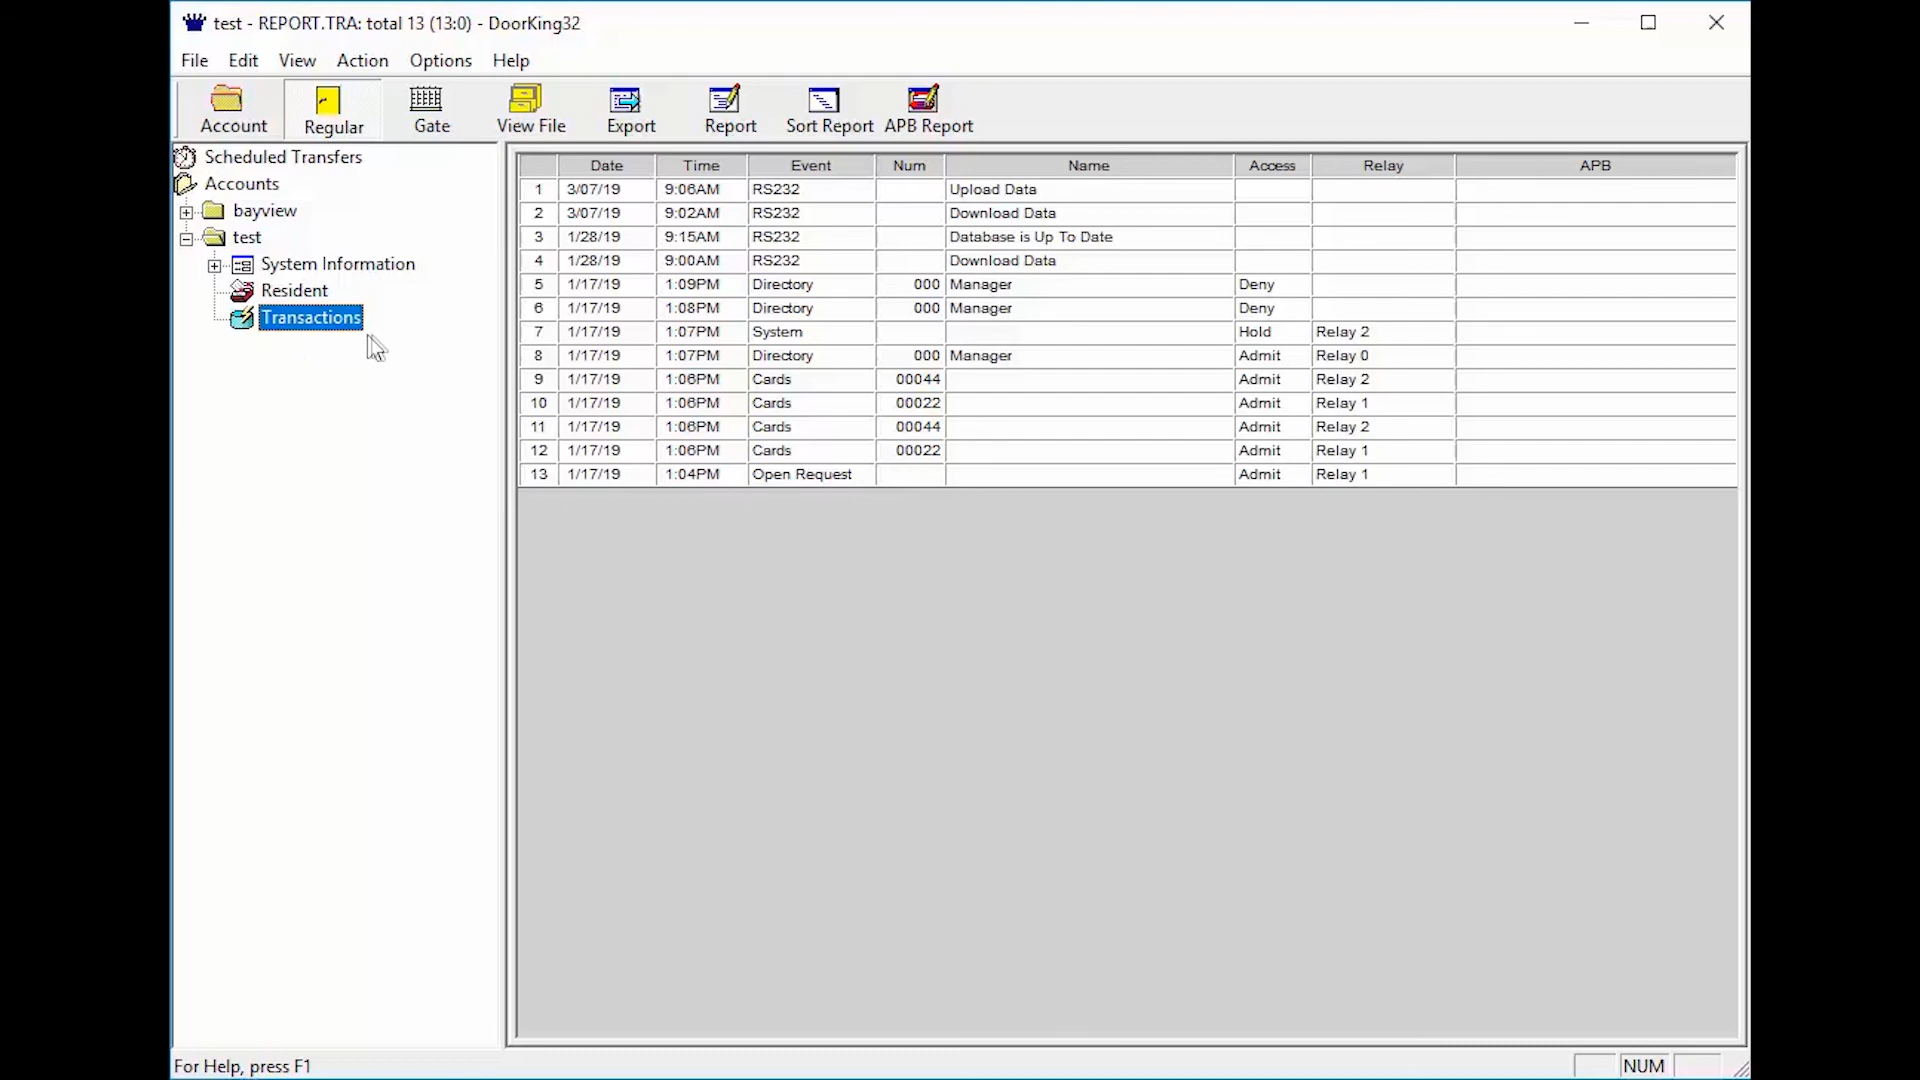 test - REPORT.TRA: total 13 (13:0) - DoorKing32
File Edit View Action Options Help
Account Regular Gate View File Export Report Sort Report APB Report
Scheduled Transfers
Accounts
bayview
test
System Information
Resident
Transactions
Date Time Event Num Name Access Relay APB
1 3/07/19 9:06AM RS232 Upload Data
2 3/07/19 9:02AM RS232 Download Data
3 1/28/19 9:15AM RS232 Database is Up To Date
4 1/28/19 9:00AM RS232 Download Data
5 1/17/19 1:09PM Directory 000 Manager Deny
6 1/17/19 1:08PM Directory 000 Manager Deny
7 1/17/19 1:07PM System Hold Relay 2
8 1/17/19 1:07PM Directory 000 Manager Admit Relay 0
9 1/17/19 1:06PM Cards 00044 Admit Relay 2
10 1/17/19 1:06PM Cards 00022 Admit Relay 1
11 1/17/19 1:06PM Cards 00044 Admit Relay 2
12 1/17/19 1:06PM Cards 00022 Admit Relay 1
13 1/17/19 1:04PM Open Request Admit Relay 1
For Help, press F1 NUM